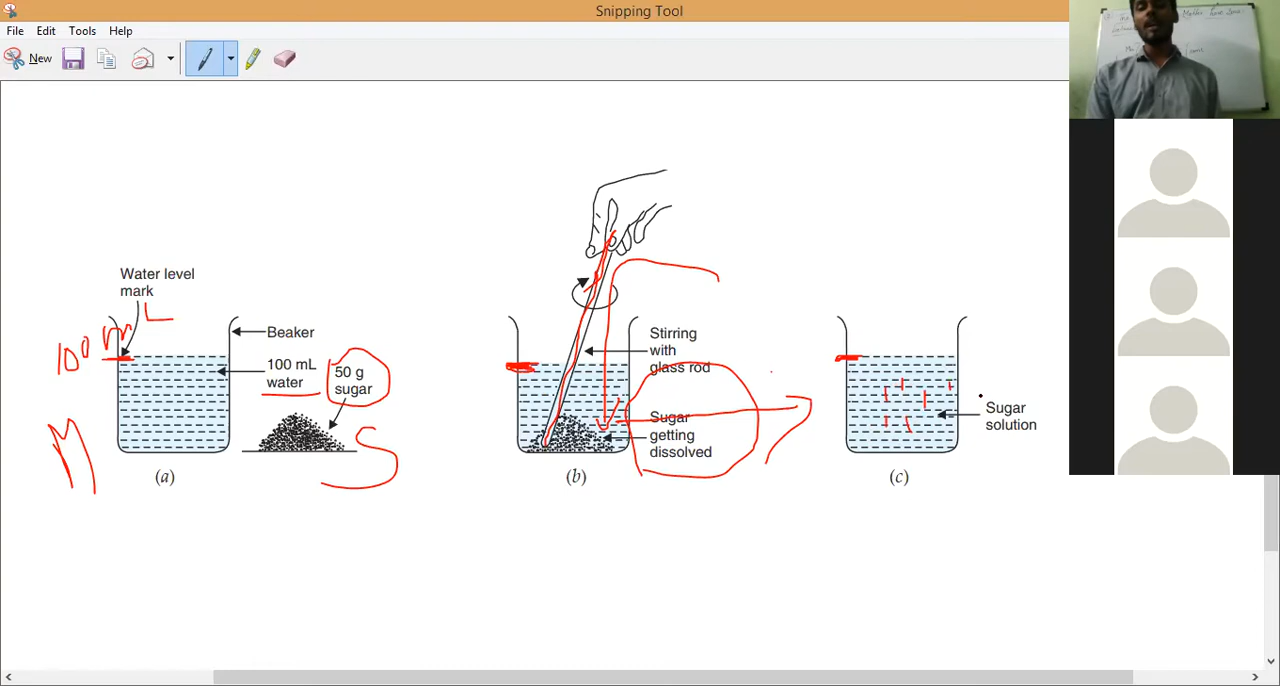 Snipping Tool
File Edit Tools Help
New
Water level
mark
100 mL
Beaker
100 mL
water
50 g
sugar
M
S
(a)
Stirring
with
glass rod
Sugar
getting
dissolved
(b)
Sugar
solution
(c)